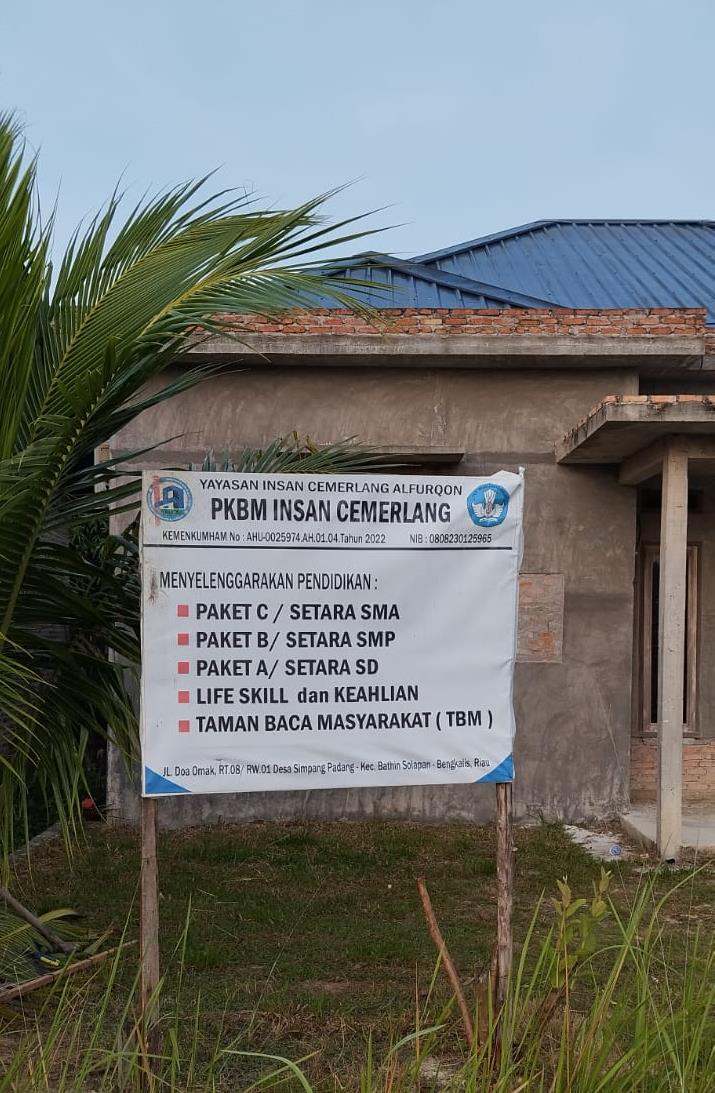 YAYASAN INSAN CEMERLANG ALFURQON
PKBM INSAN CEMERLANG
KEMENKUMHAM No : AHU-0025974.AH.01.04.Tahun 2022 NIB : 0808230125965
MENYELENGGARAKAN PENDIDIKAN :
PAKET C / SETARA SMA
PAKET B/ SETARA SMP
PAKET A/ SETARA SD
LIFE SKILL dan KEAHLIAN
TAMAN BACA MASYARAKAT ( TBM )
JL. Doa Omak, RT.08/ RW.01 Desa Simpang Padang - Kec. Bathin Solapan - Bengkalis, Riau